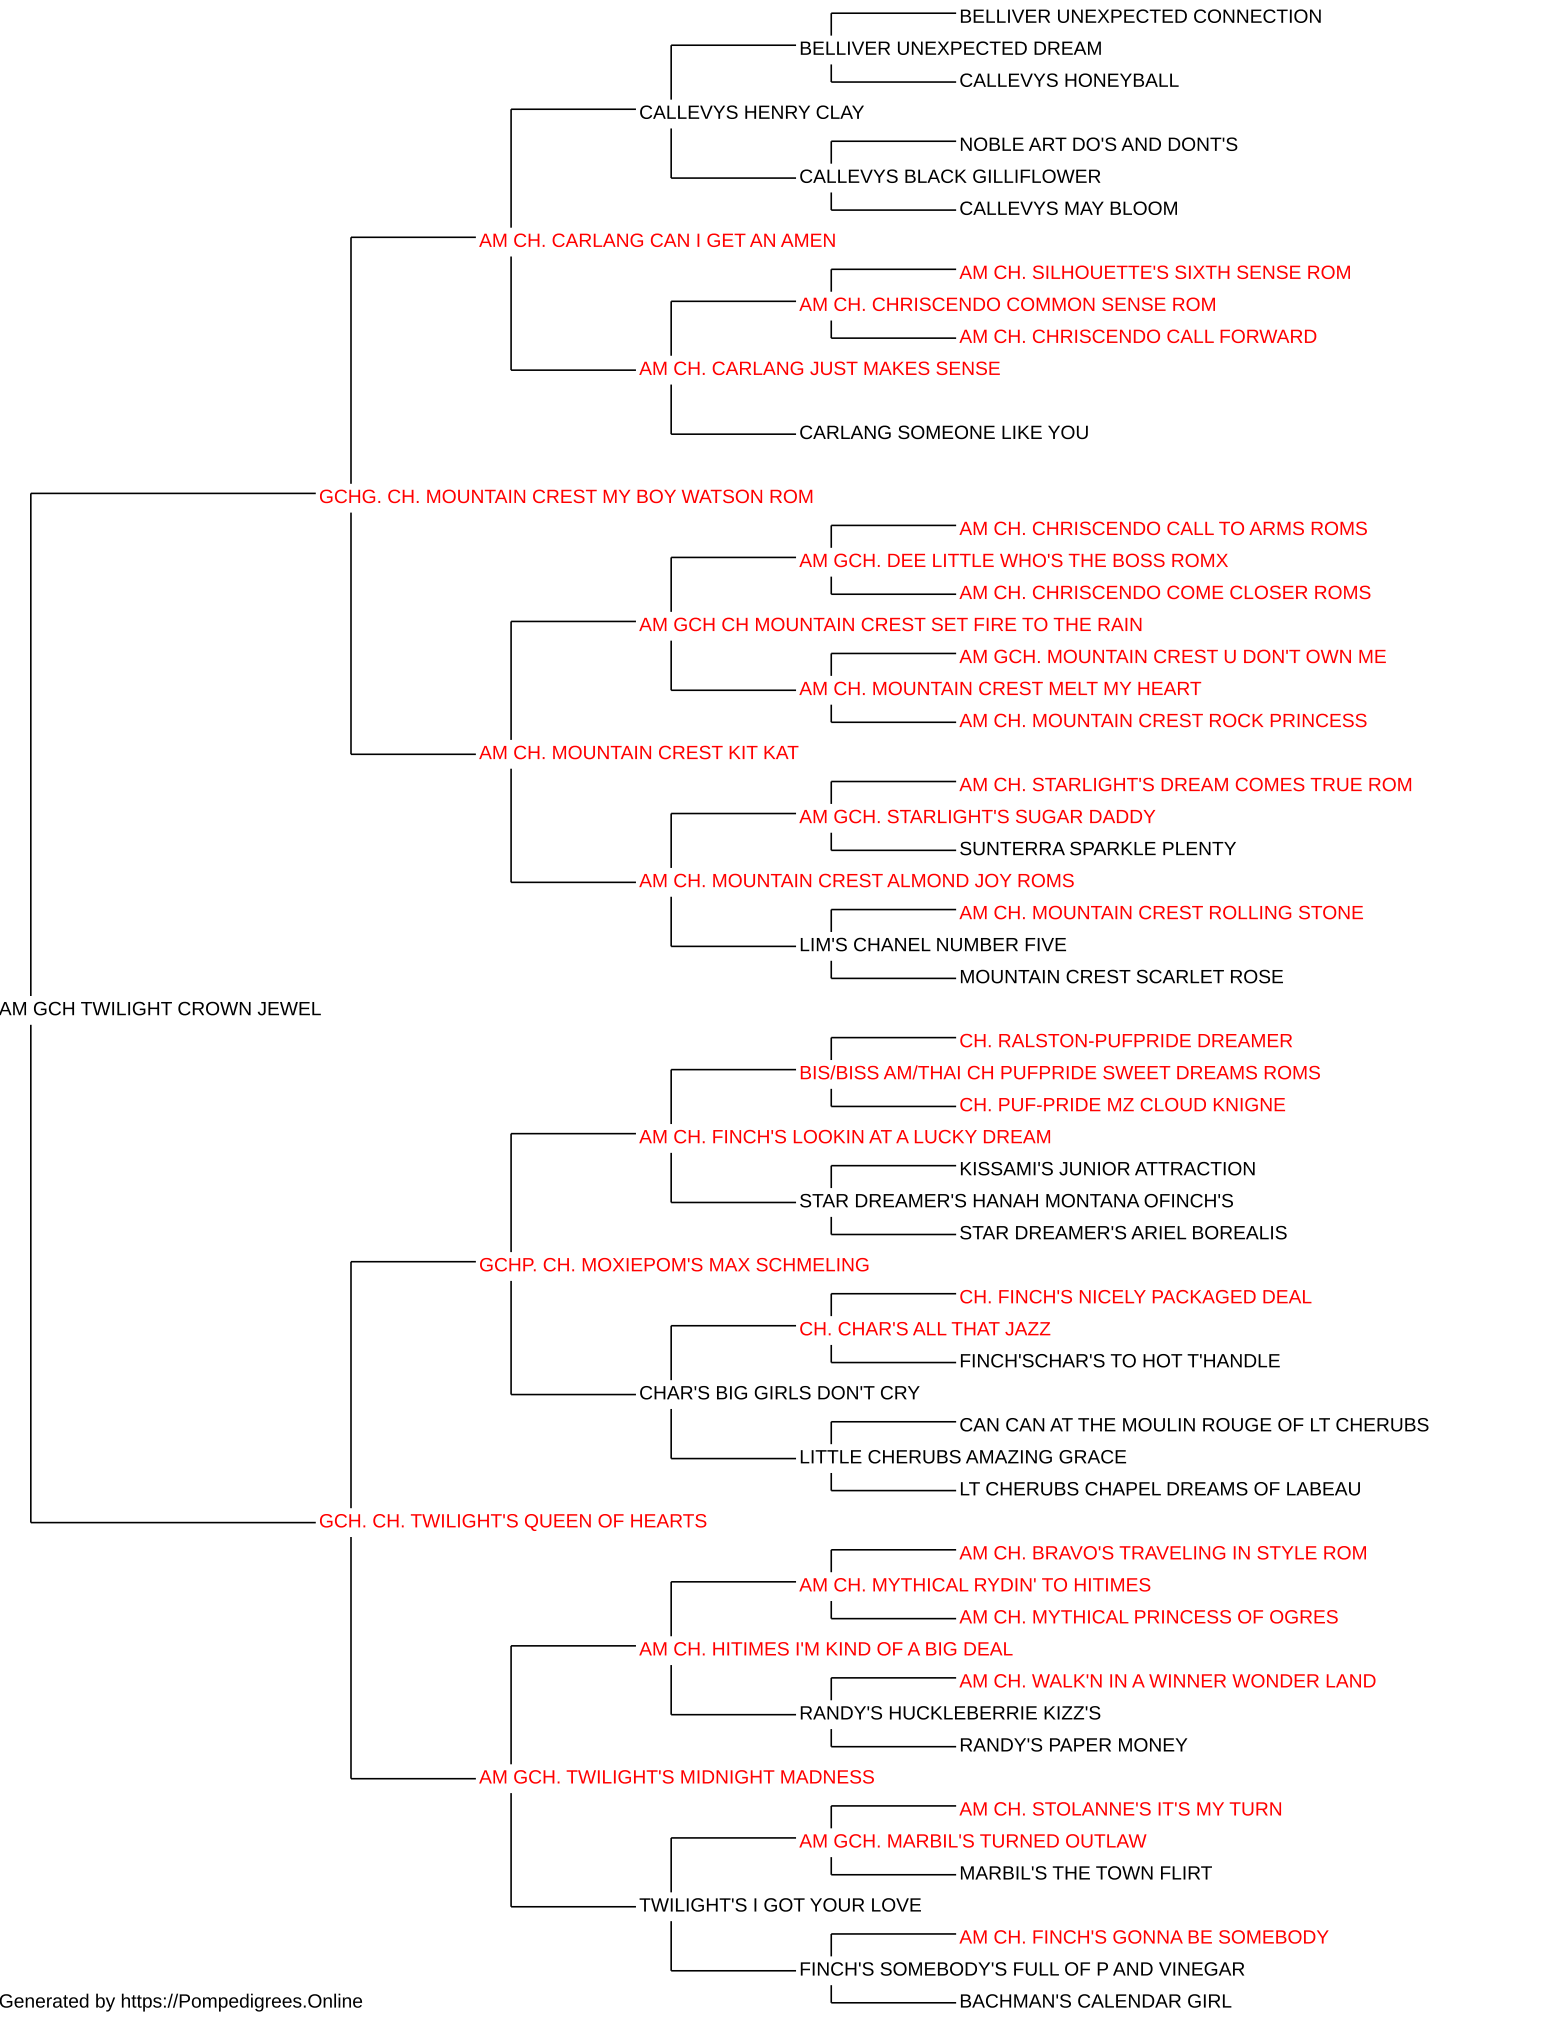 BELLIVER UNEXPECTED CONNECTION
BELLIVER UNEXPECTED DREAM
CALLEVYS HONEYBALL
CALLEVYS HENRY CLAY
NOBLE ART DO'S AND DONT'S
CALLEVYS BLACK GILLIFLOWER
CALLEVYS MAY BLOOM
AM CH. CARLANG CAN I GET AN AMEN
AM CH. SILHOUETTE'S SIXTH SENSE ROM
AM CH. CHRISCENDO COMMON SENSE ROM
AM CH. CHRISCENDO CALL FORWARD
AM CH. CARLANG JUST MAKES SENSE
CARLANG SOMEONE LIKE YOU
GCHG. CH. MOUNTAIN CREST MY BOY WATSON ROM
AM CH. CHRISCENDO CALL TO ARMS ROMS
AM GCH. DEE LITTLE WHO'S THE BOSS ROMX
AM CH. CHRISCENDO COME CLOSER ROMS
AM GCH CH MOUNTAIN CREST SET FIRE TO THE RAIN
AM GCH. MOUNTAIN CREST U DON'T OWN ME
AM CH. MOUNTAIN CREST MELT MY HEART
AM CH. MOUNTAIN CREST ROCK PRINCESS
AM CH. MOUNTAIN CREST KIT KAT
AM CH. STARLIGHT'S DREAM COMES TRUE ROM
AM GCH. STARLIGHT'S SUGAR DADDY
SUNTERRA SPARKLE PLENTY
AM CH. MOUNTAIN CREST ALMOND JOY ROMS
AM CH. MOUNTAIN CREST ROLLING STONE
LIM'S CHANEL NUMBER FIVE
MOUNTAIN CREST SCARLET ROSE
AM GCH TWILIGHT CROWN JEWEL
CH. RALSTON-PUFPRIDE DREAMER
BIS/BISS AM/THAI CH PUFPRIDE SWEET DREAMS ROMS
CH. PUF-PRIDE MZ CLOUD KNIGNE
AM CH. FINCH'S LOOKIN AT A LUCKY DREAM
KISSAMI'S JUNIOR ATTRACTION
STAR DREAMER'S HANAH MONTANA OFINCH'S
STAR DREAMER'S ARIEL BOREALIS
GCHP. CH. MOXIEPOM'S MAX SCHMELING
CH. FINCH'S NICELY PACKAGED DEAL
CH. CHAR'S ALL THAT JAZZ
FINCH'SCHAR'S TO HOT T'HANDLE
CHAR'S BIG GIRLS DON'T CRY
CAN CAN AT THE MOULIN ROUGE OF LT CHERUBS
LITTLE CHERUBS AMAZING GRACE
LT CHERUBS CHAPEL DREAMS OF LABEAU
GCH. CH. TWILIGHT'S QUEEN OF HEARTS
AM CH. BRAVO'S TRAVELING IN STYLE ROM
AM CH. MYTHICAL RYDIN' TO HITIMES
AM CH. MYTHICAL PRINCESS OF OGRES
AM CH. HITIMES I'M KIND OF A BIG DEAL
AM CH. WALK'N IN A WINNER WONDER LAND
RANDY'S HUCKLEBERRIE KIZZ'S
RANDY'S PAPER MONEY
AM GCH. TWILIGHT'S MIDNIGHT MADNESS
AM CH. STOLANNE'S IT'S MY TURN
AM GCH. MARBIL'S TURNED OUTLAW
MARBIL'S THE TOWN FLIRT
TWILIGHT'S I GOT YOUR LOVE
AM CH. FINCH'S GONNA BE SOMEBODY
FINCH'S SOMEBODY'S FULL OF P AND VINEGAR
BACHMAN'S CALENDAR GIRL
Generated by https://Pompedigrees.Online